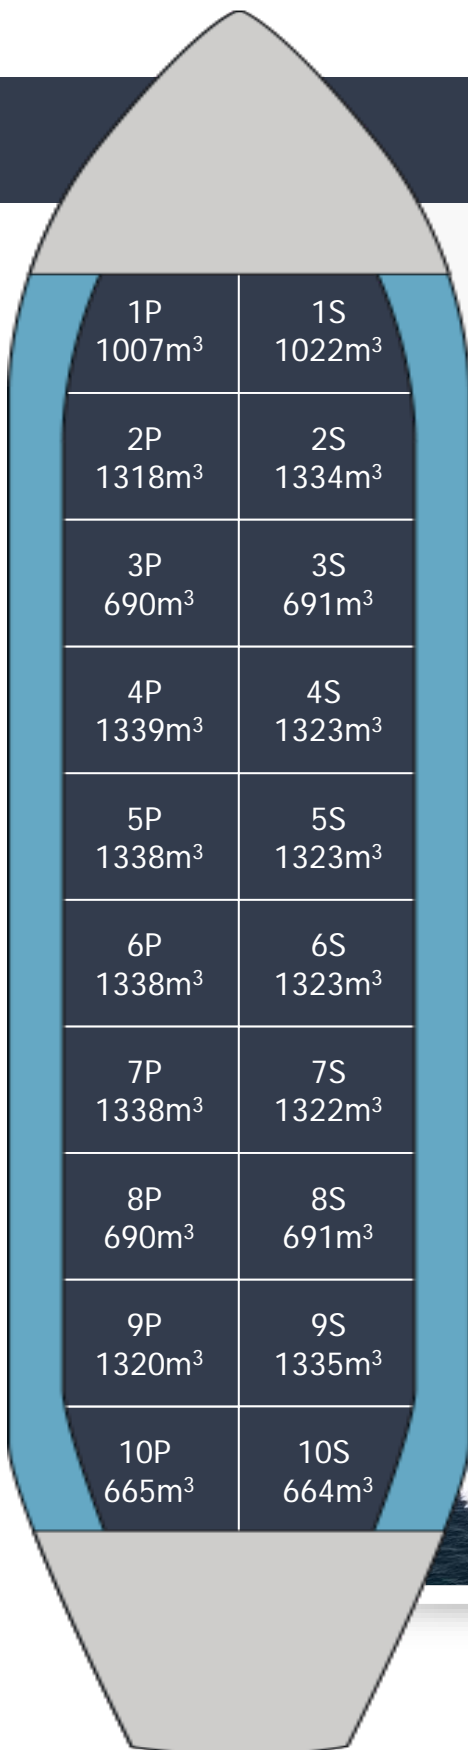 1P
1007m³
1S
1022m³
2P
1318m³
2S
1334m³
3P
690m³
3S
691m³
4P
1339m³
4S
1323m³
5P
1338m³
5S
1323m³
6P
1338m³
6S
1323m³
7P
1338m³
7S
1322m³
8P
690m³
8S
691m³
9P
1320m³
9S
1335m³
10P
665m³
10S
664m³